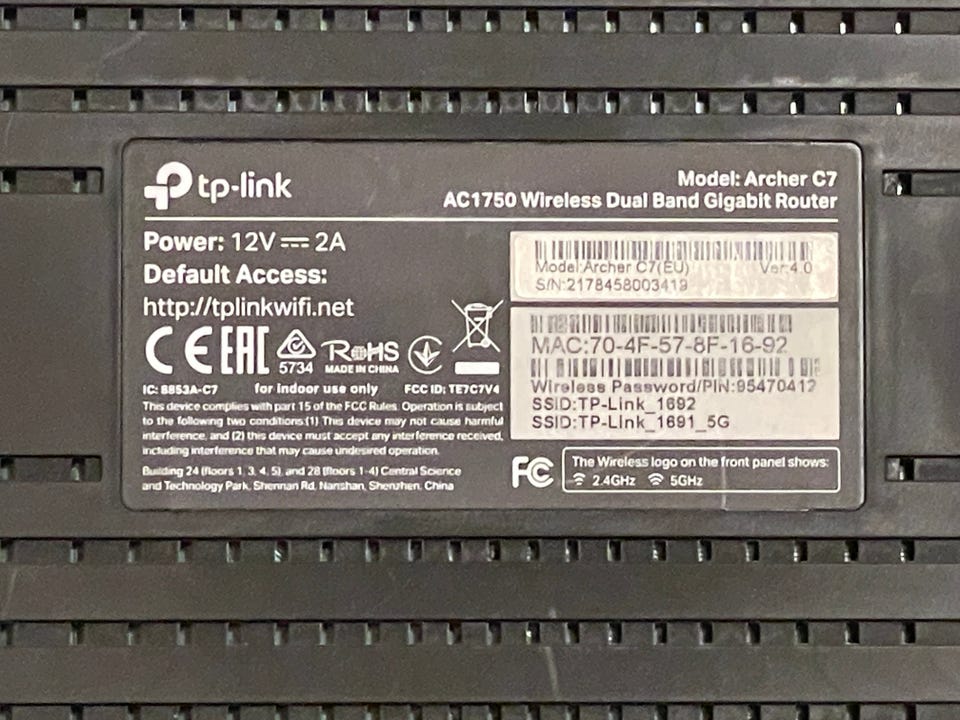 tp-link
Model: Archer C7
AC1750 Wireless Dual Band Gigabit Router
Power: 12V⎓2A
Default Access:
http://tplinkwifi.net
Model:Archer C7(EU) Ver:4.0
S/N:2178458003419
MAC:70-4F-57-8F-16-92
Wireless Password/PIN:95470412
SSID:TP-Link_1692
SSID:TP-Link_1691_5G
CE EAC 5734 RoHS
MADE IN CHINA
IC: 8853A-C7 for indoor use only FCC ID: TE7C7V4
This device complies with part 15 of the FCC Rules. Operation is subject
to the following two conditions:(1) This device may not cause harmful
interference, and (2) this device must accept any interference received,
including interference that may cause undesired operation.
Building 24 (floors 1, 3, 4, 5), and 28 (floors 1-4) Central Science
and Technology Park, Shennan Rd, Nanshan, Shenzhen, China
FC
The Wireless logo on the front panel shows:
2.4GHz 5GHz